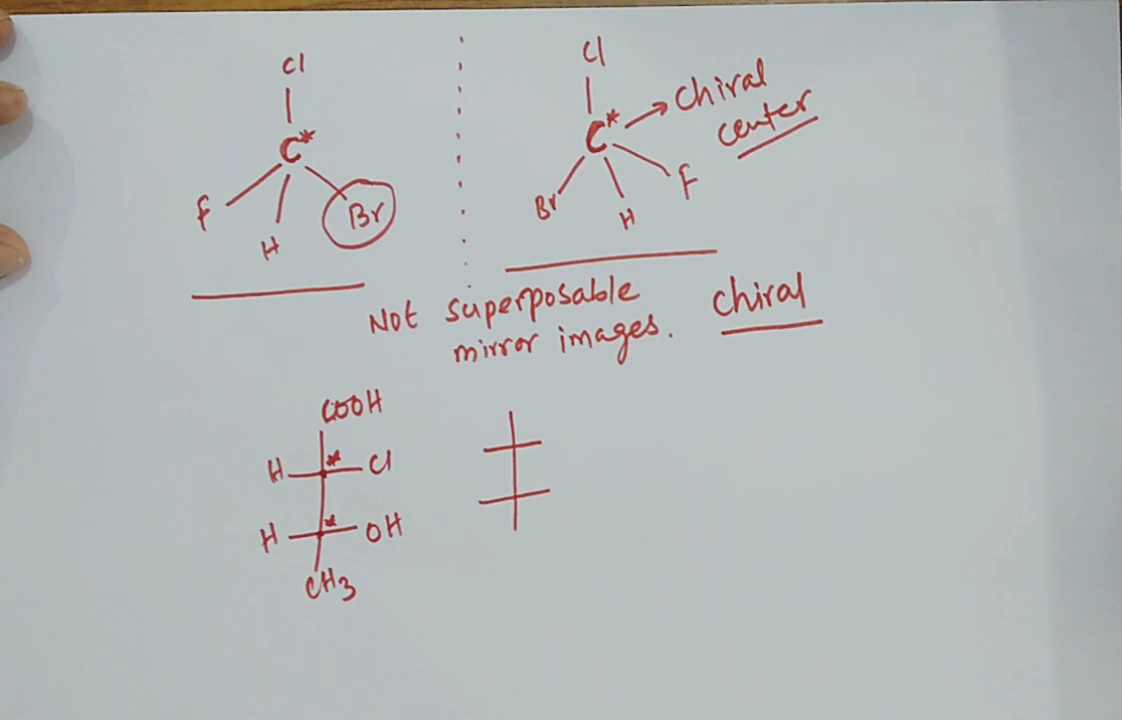 Cl
C*
F
H
Br
Cl
C* → Chiral
center
Br
H
F
Not superposable
mirror images.
Chiral
COOH
H * Cl
H * OH
CH3